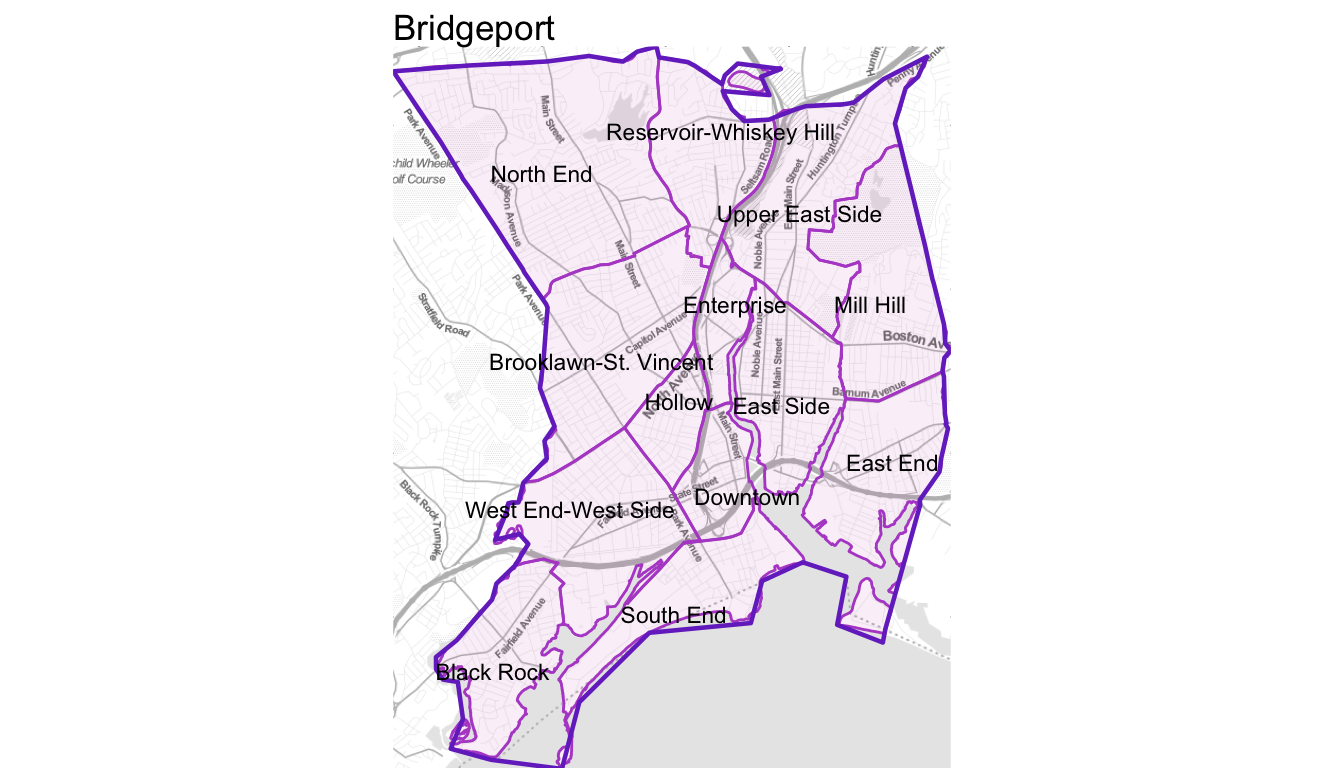 Bridgeport
Huntin
Penny Avenue
Main Street
Park Avenue
Huntington Turnpike
Reservoir-Whiskey Hill
child Wheeler
olf Course
Seltsam Road
North End
Madison Avenue
East Main Street
Upper East Side
Noble Avenue
Main Street
Park Avenue
Stratfield Road
Enterprise
Mill Hill
Capitol Avenue
Noble Avenue
Boston Av
Brooklawn-St. Vincent
East Main Street
North Avenue
Barnum Avenue
Hollow
East Side
Main Street
East End
Black Rock Turnpike
State Street
Downtown
West End-West Side
Park Avenue
South End
Fairfield Avenue
Black Rock